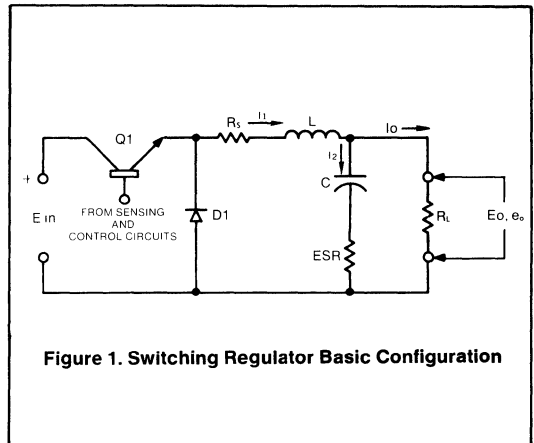 Rs I1 L Io
Q1
I2
+
C
E in
FROM SENSING
AND
CONTROL CIRCUITS
D1
RL
Eo, eo
ESR
Figure 1. Switching Regulator Basic Configuration